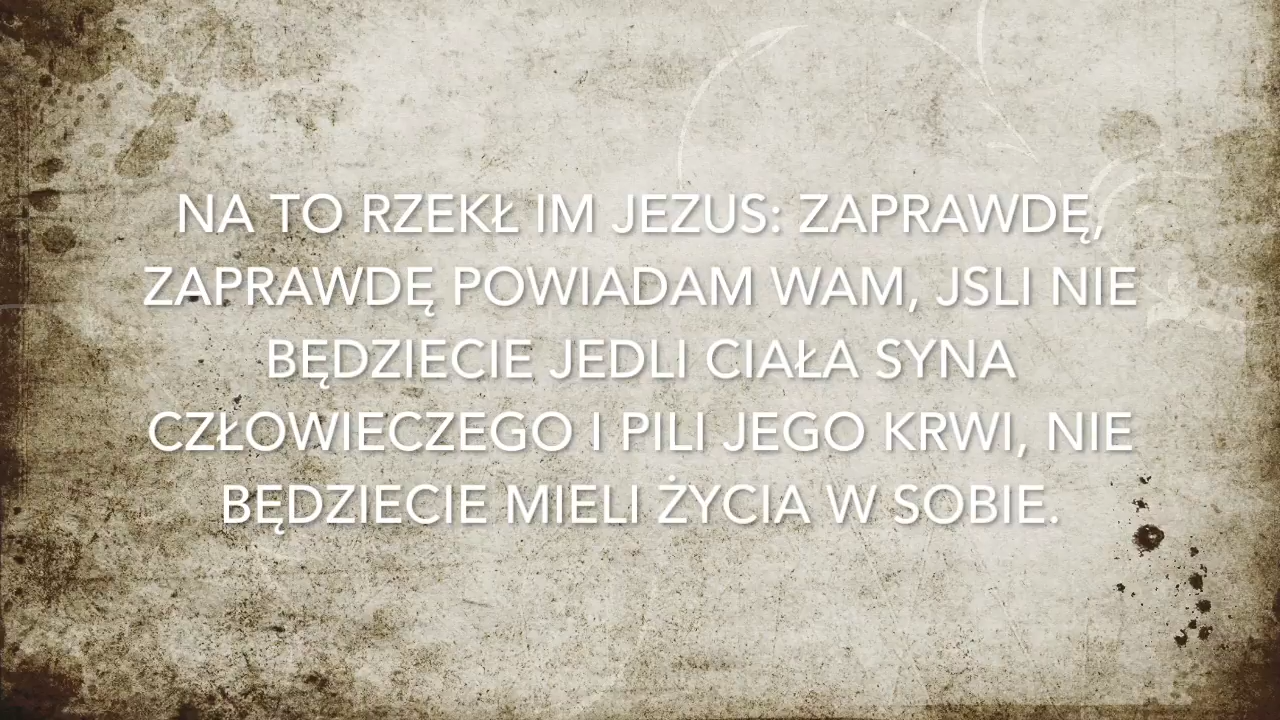 NA TO RZEKŁ IM JEZUS: ZAPRAWDĘ,
ZAPRAWDĘ POWIADAM WAM, JSLI NIE
BĘDZIECIE JEDLI CIAŁA SYNA
CZŁOWIECZEGO I PILI JEGO KRWI, NIE
BĘDZIECIE MIELI ŻYCIA W SOBIE.